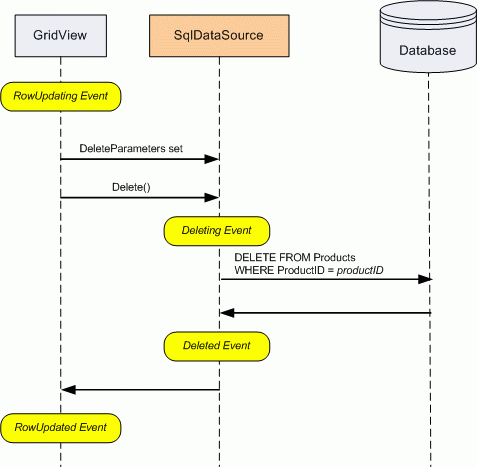 GridView
SqlDataSource
Database
RowUpdating Event
DeleteParameters set
Delete()
Deleting Event
DELETE FROM Products
WHERE ProductID = productID
Deleted Event
RowUpdated Event